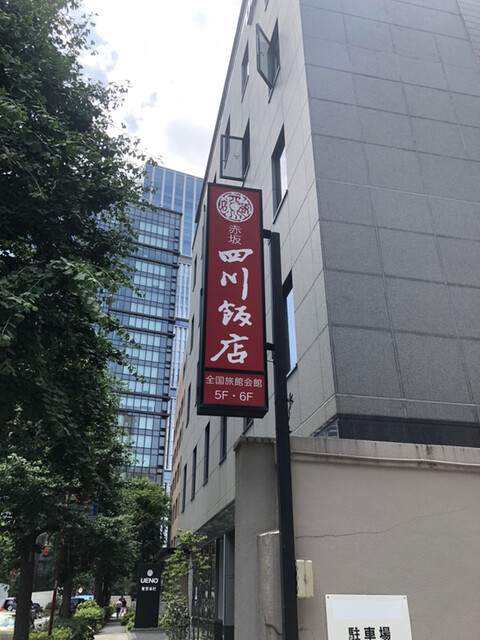 赤坂
四川飯店
全国旅館会館
5F・6F
UENO
駐車場